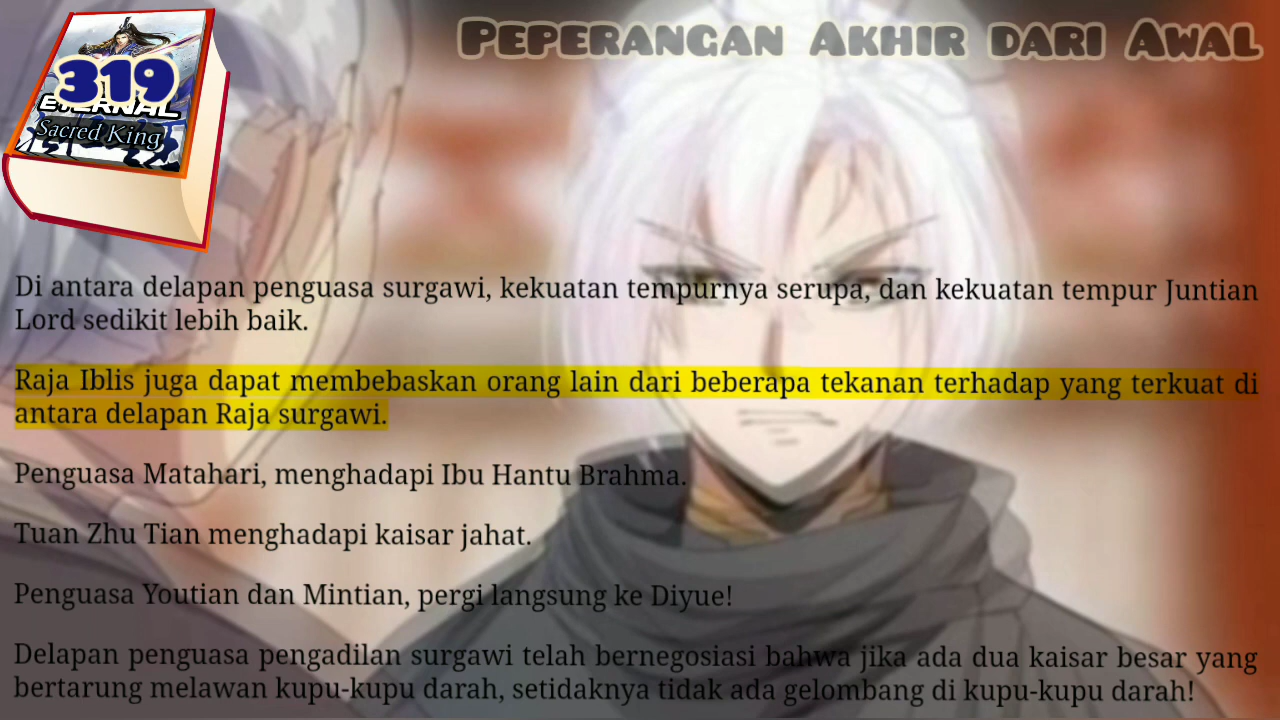 Peperangan Akhir dari Awal
319
ETERNAL
Sacred King
Di antara delapan penguasa surgawi, kekuatan tempurnya serupa, dan kekuatan tempur Juntian
Lord sedikit lebih baik.
Raja Iblis juga dapat membebaskan orang lain dari beberapa tekanan terhadap yang terkuat di
antara delapan Raja surgawi.
Penguasa Matahari, menghadapi Ibu Hantu Brahma.
Tuan Zhu Tian menghadapi kaisar jahat.
Penguasa Youtian dan Mintian, pergi langsung ke Diyue!
Delapan penguasa pengadilan surgawi telah bernegosiasi bahwa jika ada dua kaisar besar yang
bertarung melawan kupu-kupu darah, setidaknya tidak ada gelombang di kupu-kupu darah!